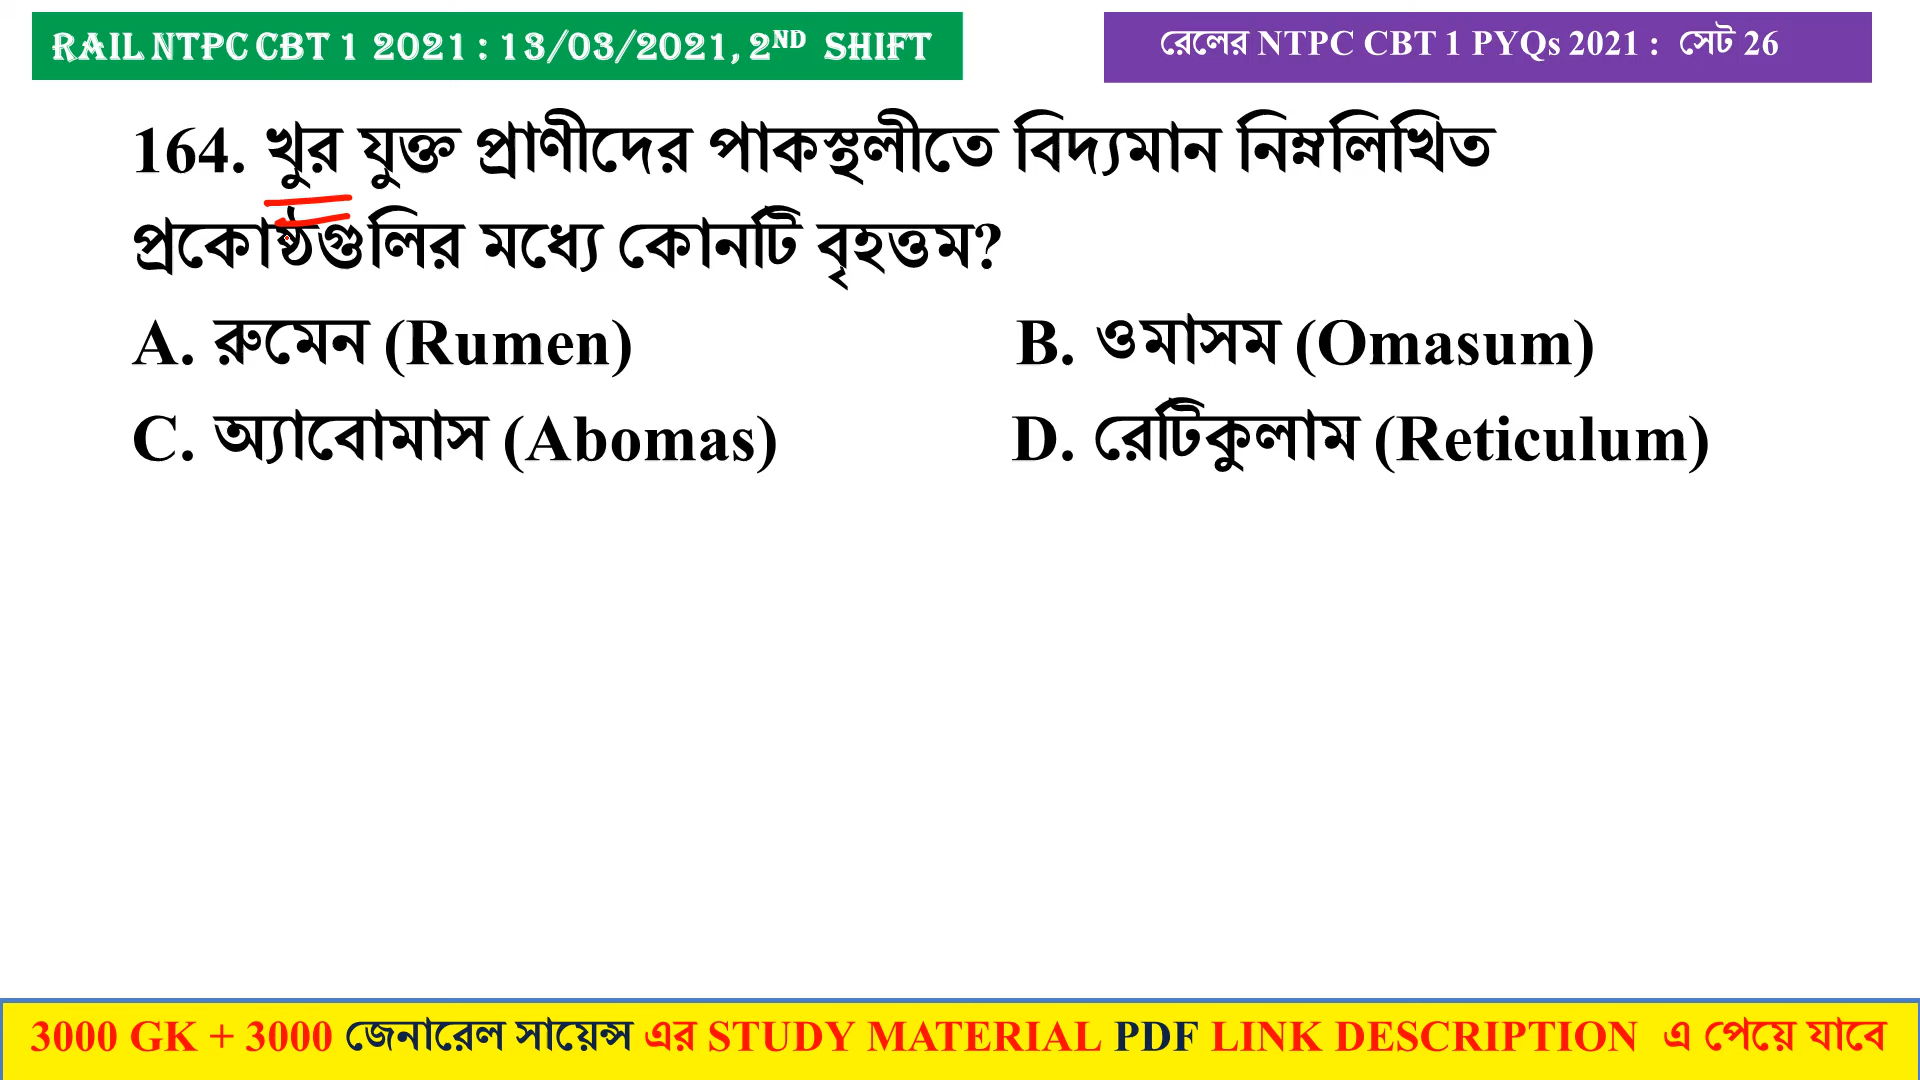 RAIL NTPC CBT 1 2021 : 13/03/2021, 2ND SHIFT
রেলের NTPC CBT 1 PYQs 2021 : সেট 26
164. খুর যুক্ত প্রাণীদের পাকস্থলীতে বিদ্যমান নিম্নলিখিত
প্রকোষ্ঠগুলির মধ্যে কোনটি বৃহত্তম?
A. রুমেন (Rumen) B. ওমাসম (Omasum)
C. অ্যাবোমাস (Abomas) D. রেটিকুলাম (Reticulum)
3000 GK + 3000 জেনারেল সায়েন্স এর STUDY MATERIAL PDF LINK DESCRIPTION এ পেয়ে যাবে